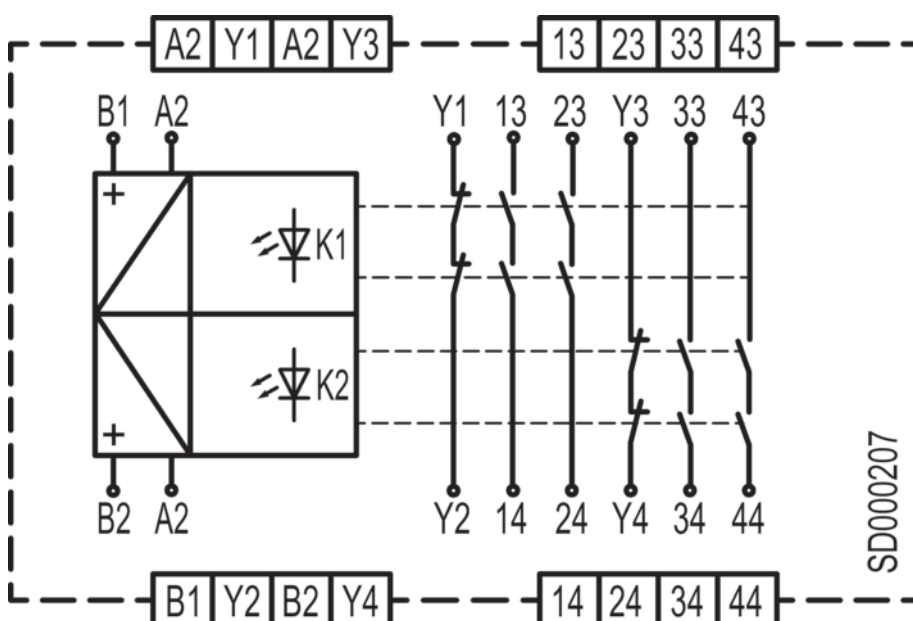 A2 Y1 A2 Y3 13 23 33 43
B1 A2 Y1 13 23 Y3 33 43
+
K1
K2
+
B2 A2 Y2 14 24 Y4 34 44
SD000207
B1 Y2 B2 Y4 14 24 34 44